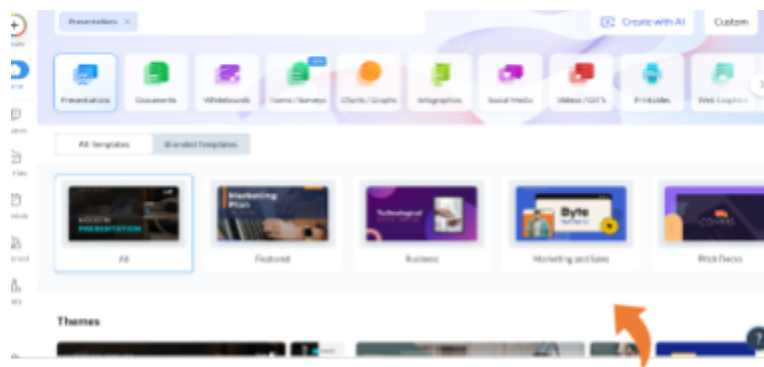 Presentations ×
Create with AI
Custom
Presentations
Documents
Whiteboards
Forms / Surveys
Charts / Graphs
Infographics
Social Media
Videos / GIFs
Printables
Web Graphics
All Templates
Branded Templates
MODERN
PRESENTATION
Marketing
Plan
Technological
Byte
COMING
All
Featured
Business
Marketing and Sales
Pitch Decks
Themes
?